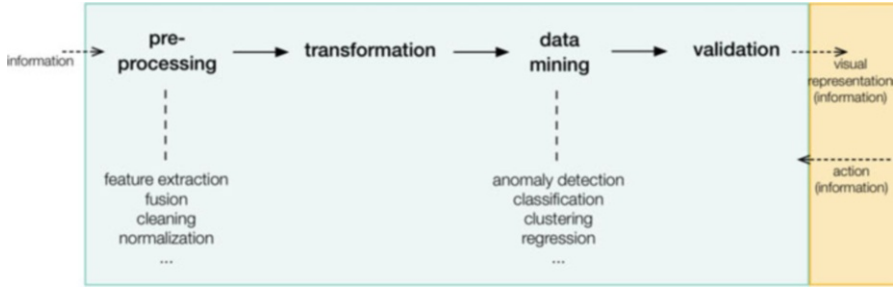 information
pre-
processing
transformation
data
mining
validation
visual
representation
(information)
action
(information)
feature extraction
fusion
cleaning
normalization
...
anomaly detection
classification
clustering
regression
...